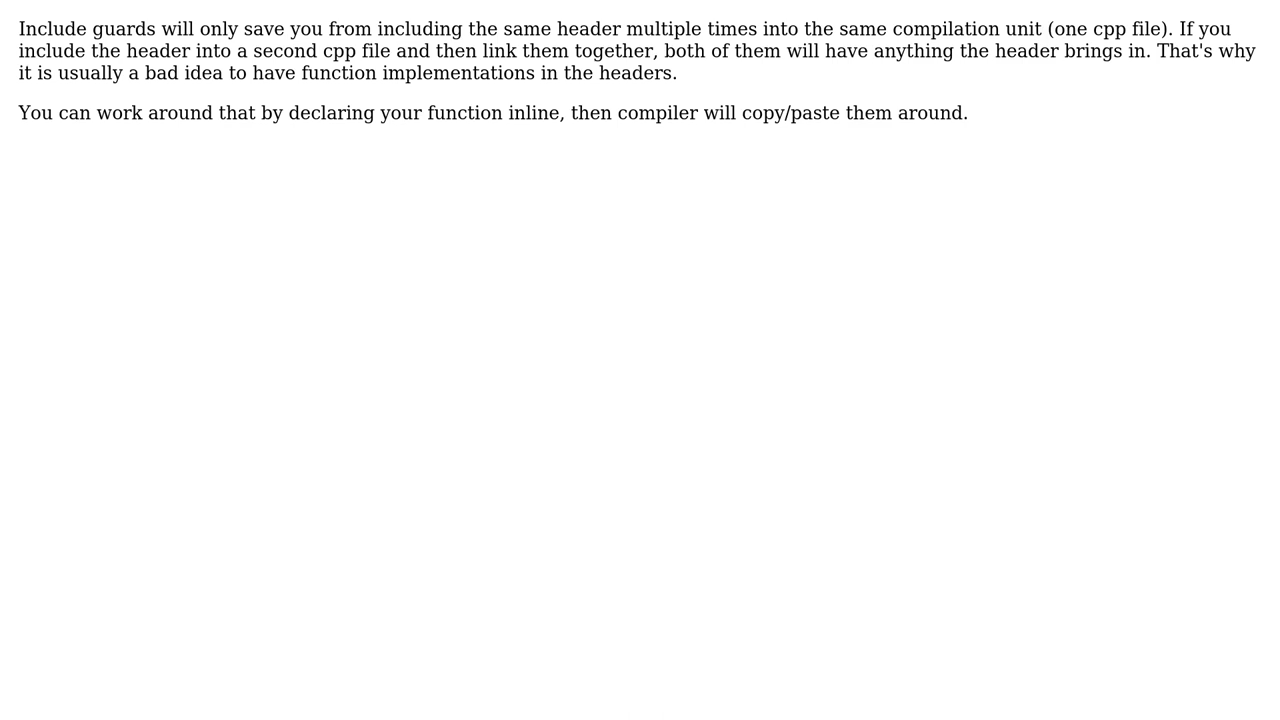 Include guards will only save you from including the same header multiple times into the same compilation unit (one cpp file). If you
include the header into a second cpp file and then link them together, both of them will have anything the header brings in. That's why
it is usually a bad idea to have function implementations in the headers.
You can work around that by declaring your function inline, then compiler will copy/paste them around.